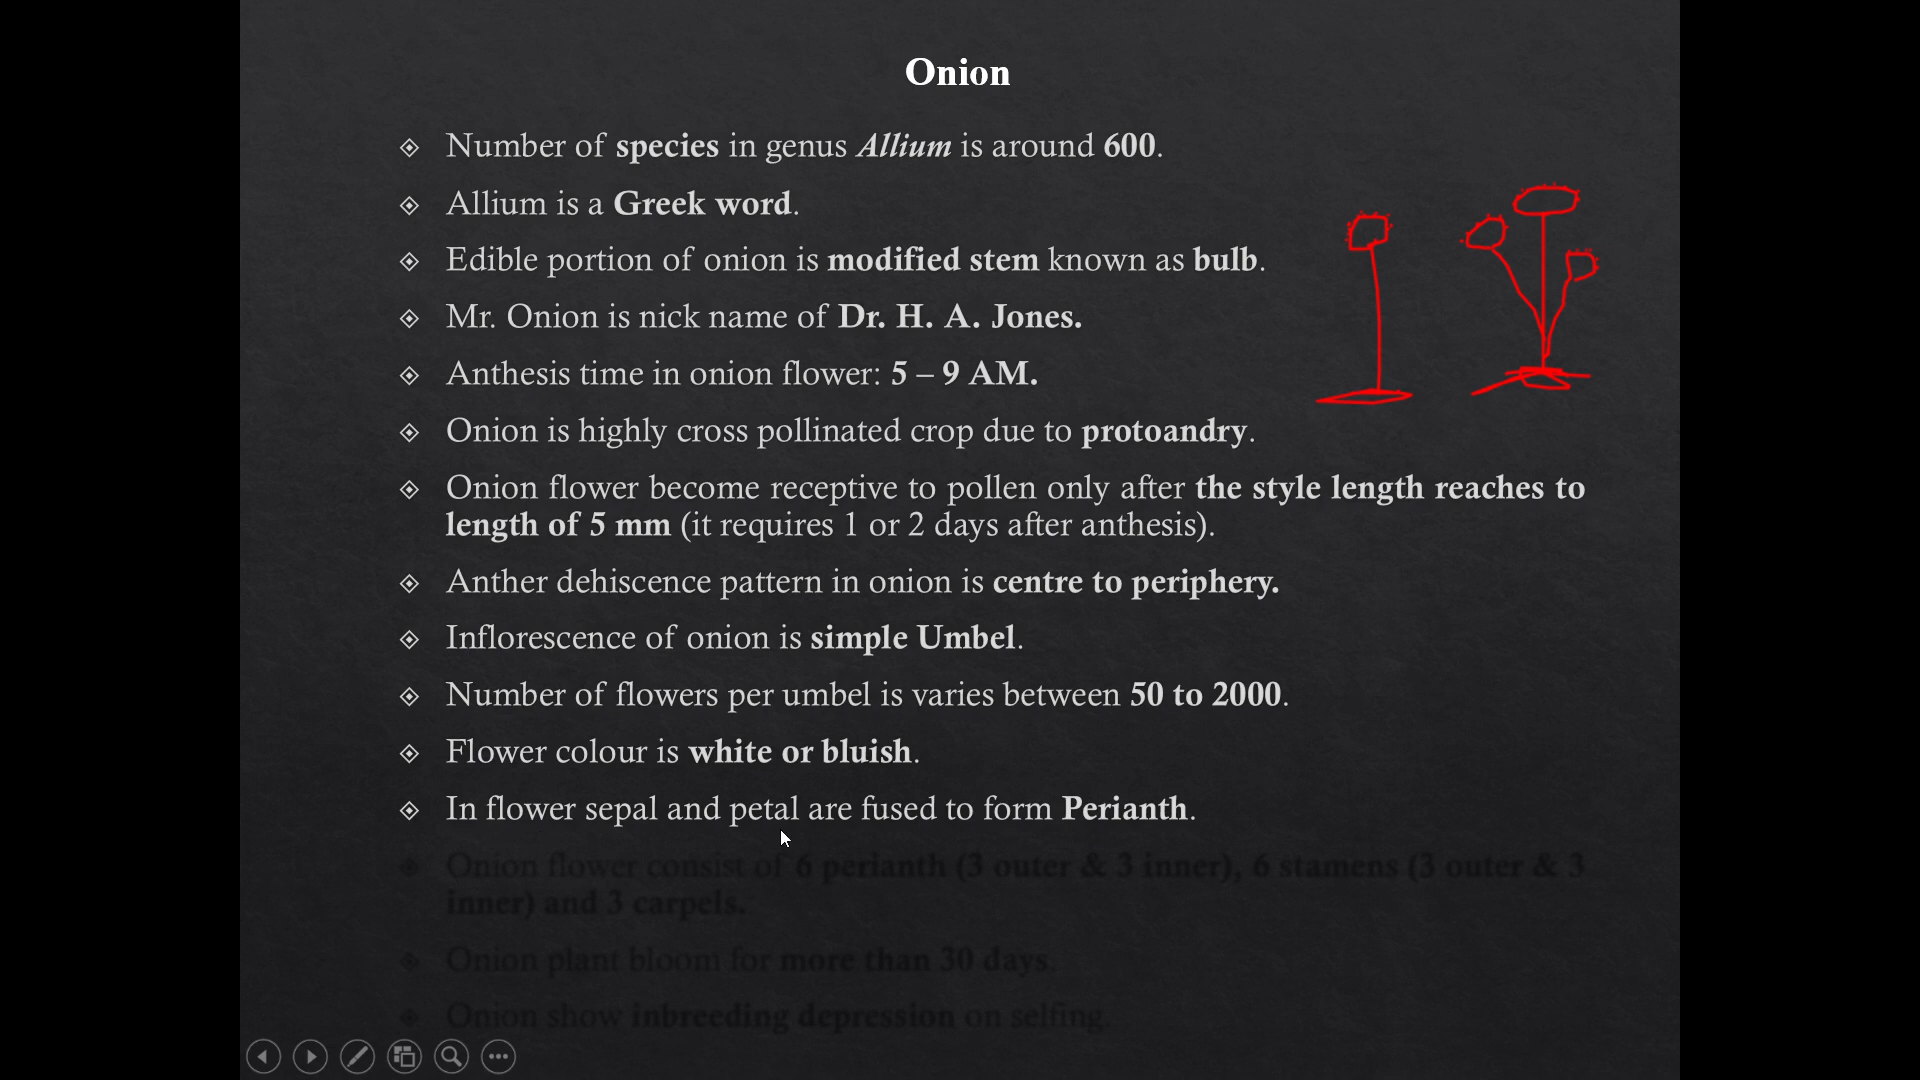 Onion
Number of species in genus Allium is around 600.
Allium is a Greek word.
Edible portion of onion is modified stem known as bulb.
Mr. Onion is nick name of Dr. H. A. Jones.
Anthesis time in onion flower: 5 – 9 AM.
Onion is highly cross pollinated crop due to protoandry.
Onion flower become receptive to pollen only after the style length reaches to
length of 5 mm (it requires 1 or 2 days after anthesis).
Anther dehiscence pattern in onion is centre to periphery.
Inflorescence of onion is simple Umbel.
Number of flowers per umbel is varies between 50 to 2000.
Flower colour is white or bluish.
In flower sepal and petal are fused to form Perianth.
Onion flower consist of 6 perianth (3 outer & 3 inner), 6 stamens (3 outer & 3
inner) and 3 carpels.
Onion plant bloom for more than 30 days.
Onion show inbreeding depression on selfing.